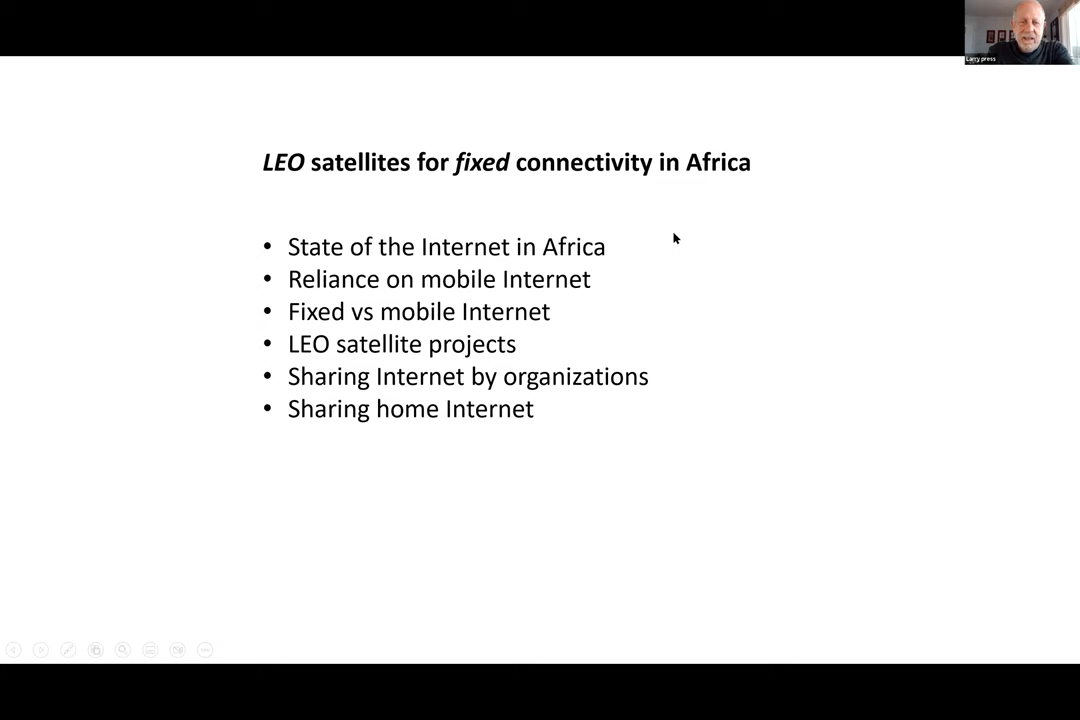 Larry press
LEO satellites for fixed connectivity in Africa
• State of the Internet in Africa
• Reliance on mobile Internet
• Fixed vs mobile Internet
• LEO satellite projects
• Sharing Internet by organizations
• Sharing home Internet